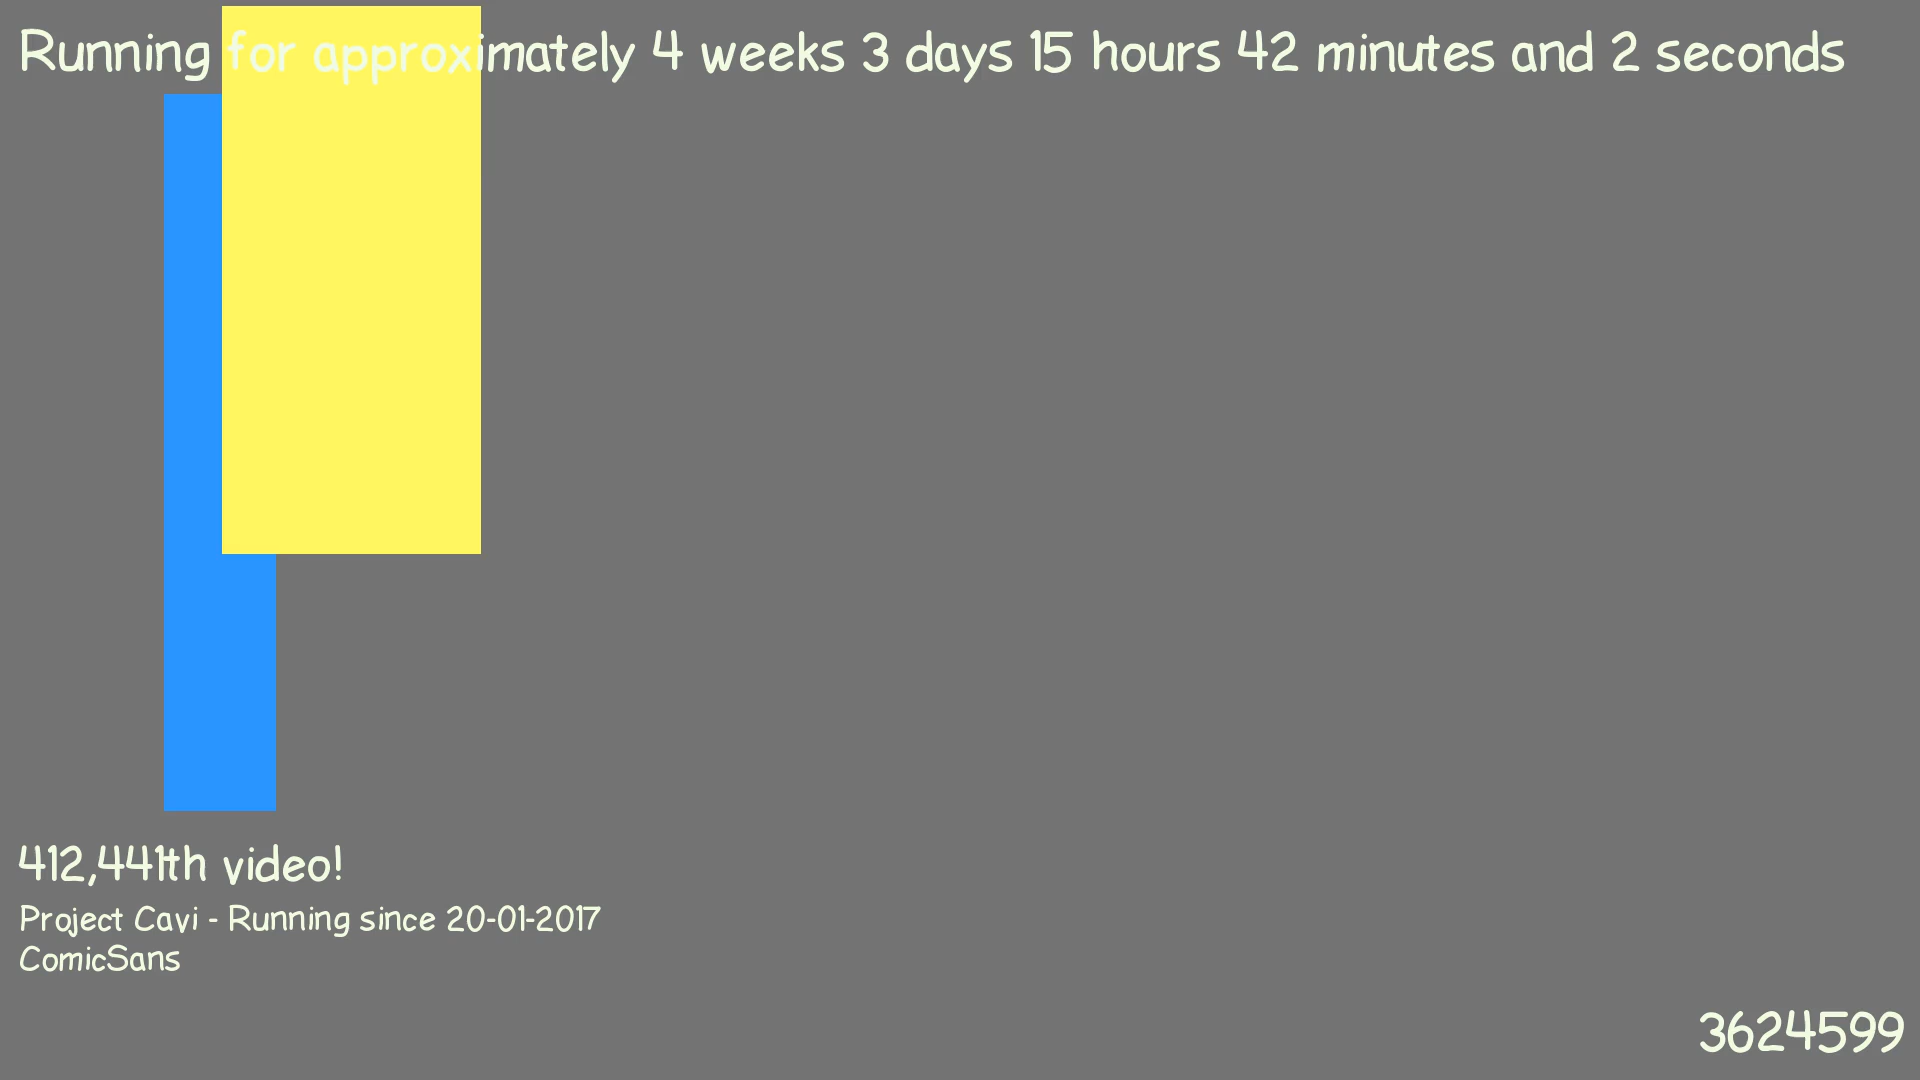 Running for approximately 4 weeks 3 days 15 hours 42 minutes and 2 seconds
412,441th video!
Project Cavi - Running since 20-01-2017
ComicSans
3624599